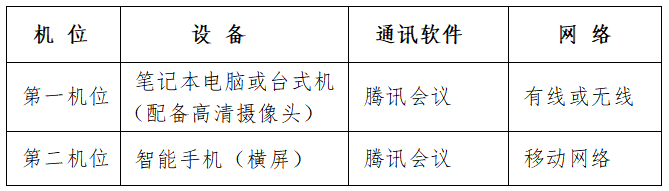 机 位 设 备 通讯软件 网 络
第一机位 笔记本电脑或台式机 腾讯会议 有线或无线
（配备高清摄像头）
第二机位 智能手机（横屏） 腾讯会议 移动网络